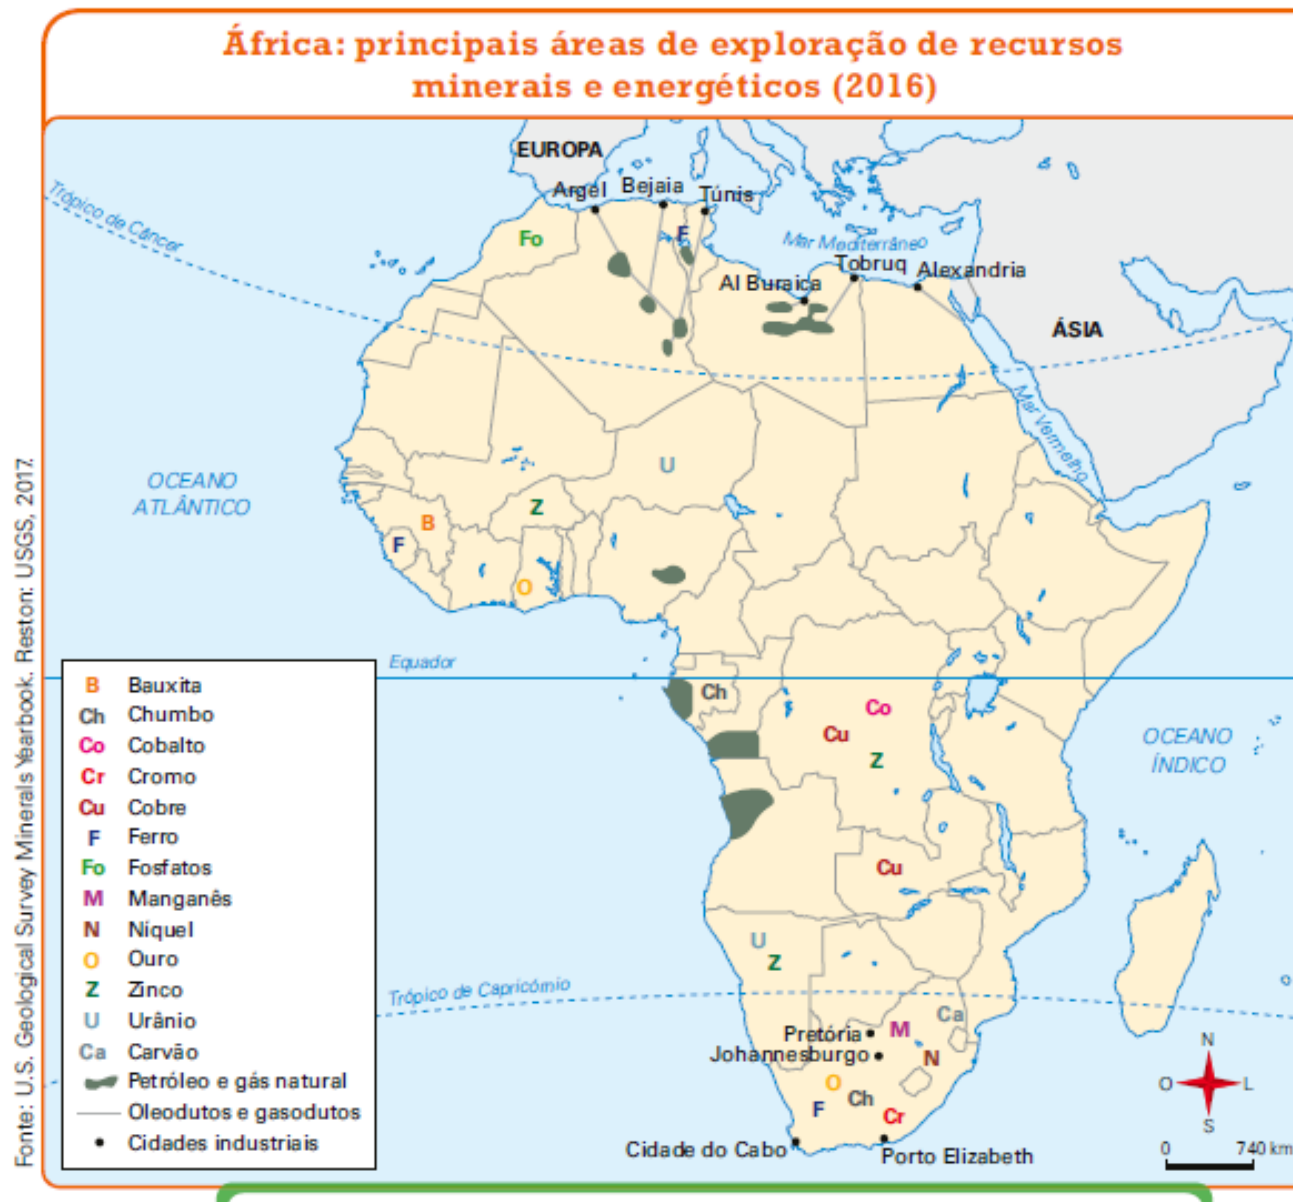 África: principais áreas de exploração de recursos
minerais e energéticos (2016)
EUROPA
Argel
Bejaia
Túnis
Trópico de Câncer
Fo
F
Mar Mediterrâneo
Tobruq
Al Buraica
Alexandria
ÁSIA
Mar Vermelho
OCEANO
ATLÂNTICO
U
Z
B
F
O
Equador
Ch
Co
Cu
Z
OCEANO
ÍNDICO
Cu
U
Z
Trópico de Capricórnio
Ca
Pretória
M
Johannesburgo
N
O
Ch
F
Cr
Cidade do Cabo
Porto Elizabeth
B Bauxita
Ch Chumbo
Co Cobalto
Cr Cromo
Cu Cobre
F Ferro
Fo Fosfatos
M Manganês
N Níquel
O Ouro
Z Zinco
U Urânio
Ca Carvão
Petróleo e gás natural
Oleodutos e gasodutos
Cidades industriais
N
O
L
S
0 740 km
Fonte: U.S. Geological Survey Minerals Yearbook. Reston: USGS, 2017.